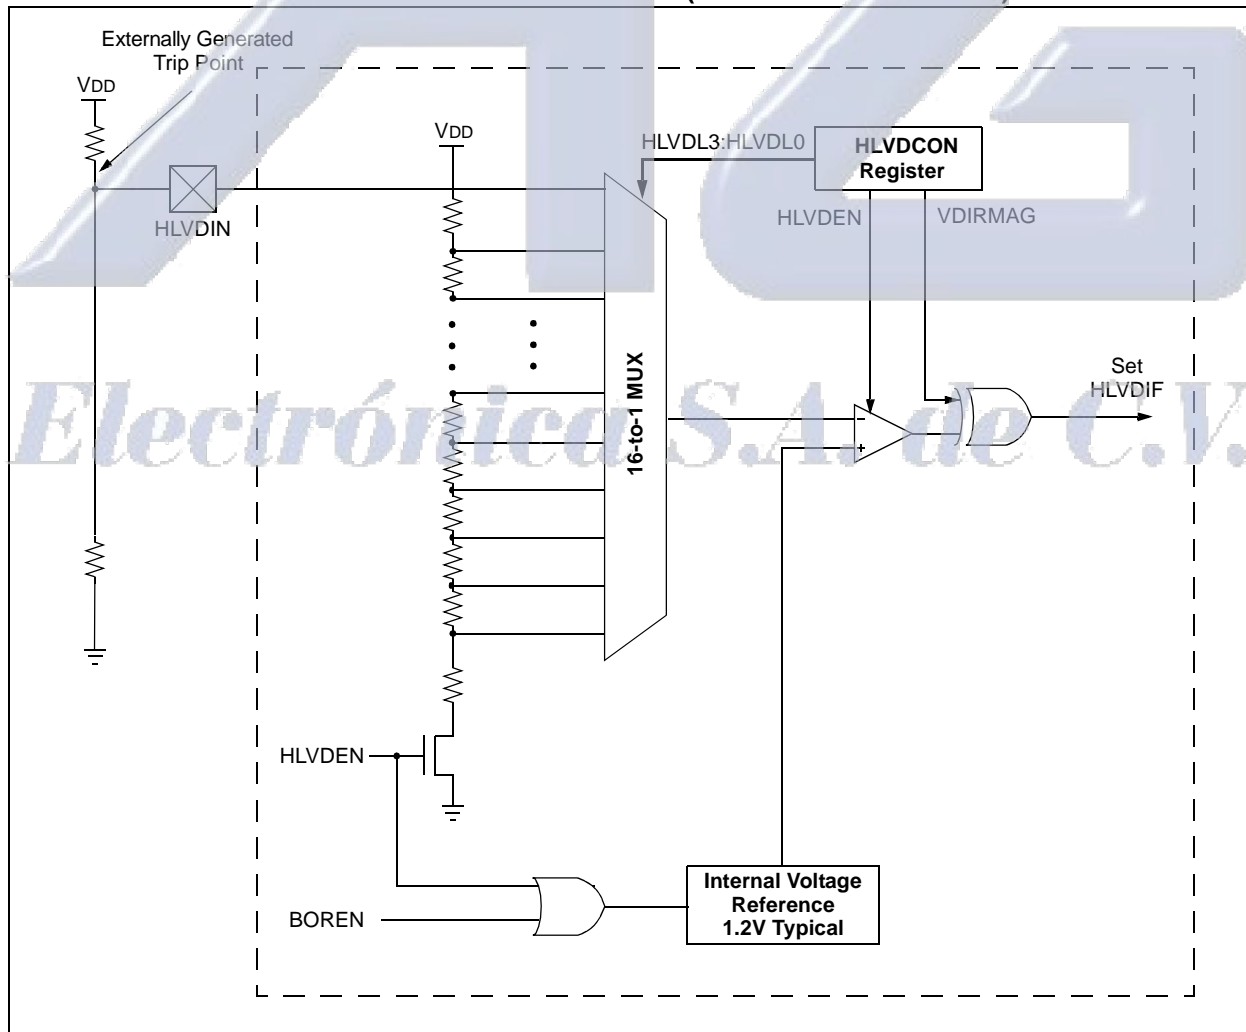 Externally Generated
Trip Point
VDD
VDD
HLVDL3:HLVDL0
HLVDCON
Register
HLVDIN
HLVDEN
VDIRMAG
16-to-1 MUX
Set
HLVDIF
Electrónica S.A. de C.V.
–
+
HLVDEN
BOREN
Internal Voltage
Reference
1.2V Typical